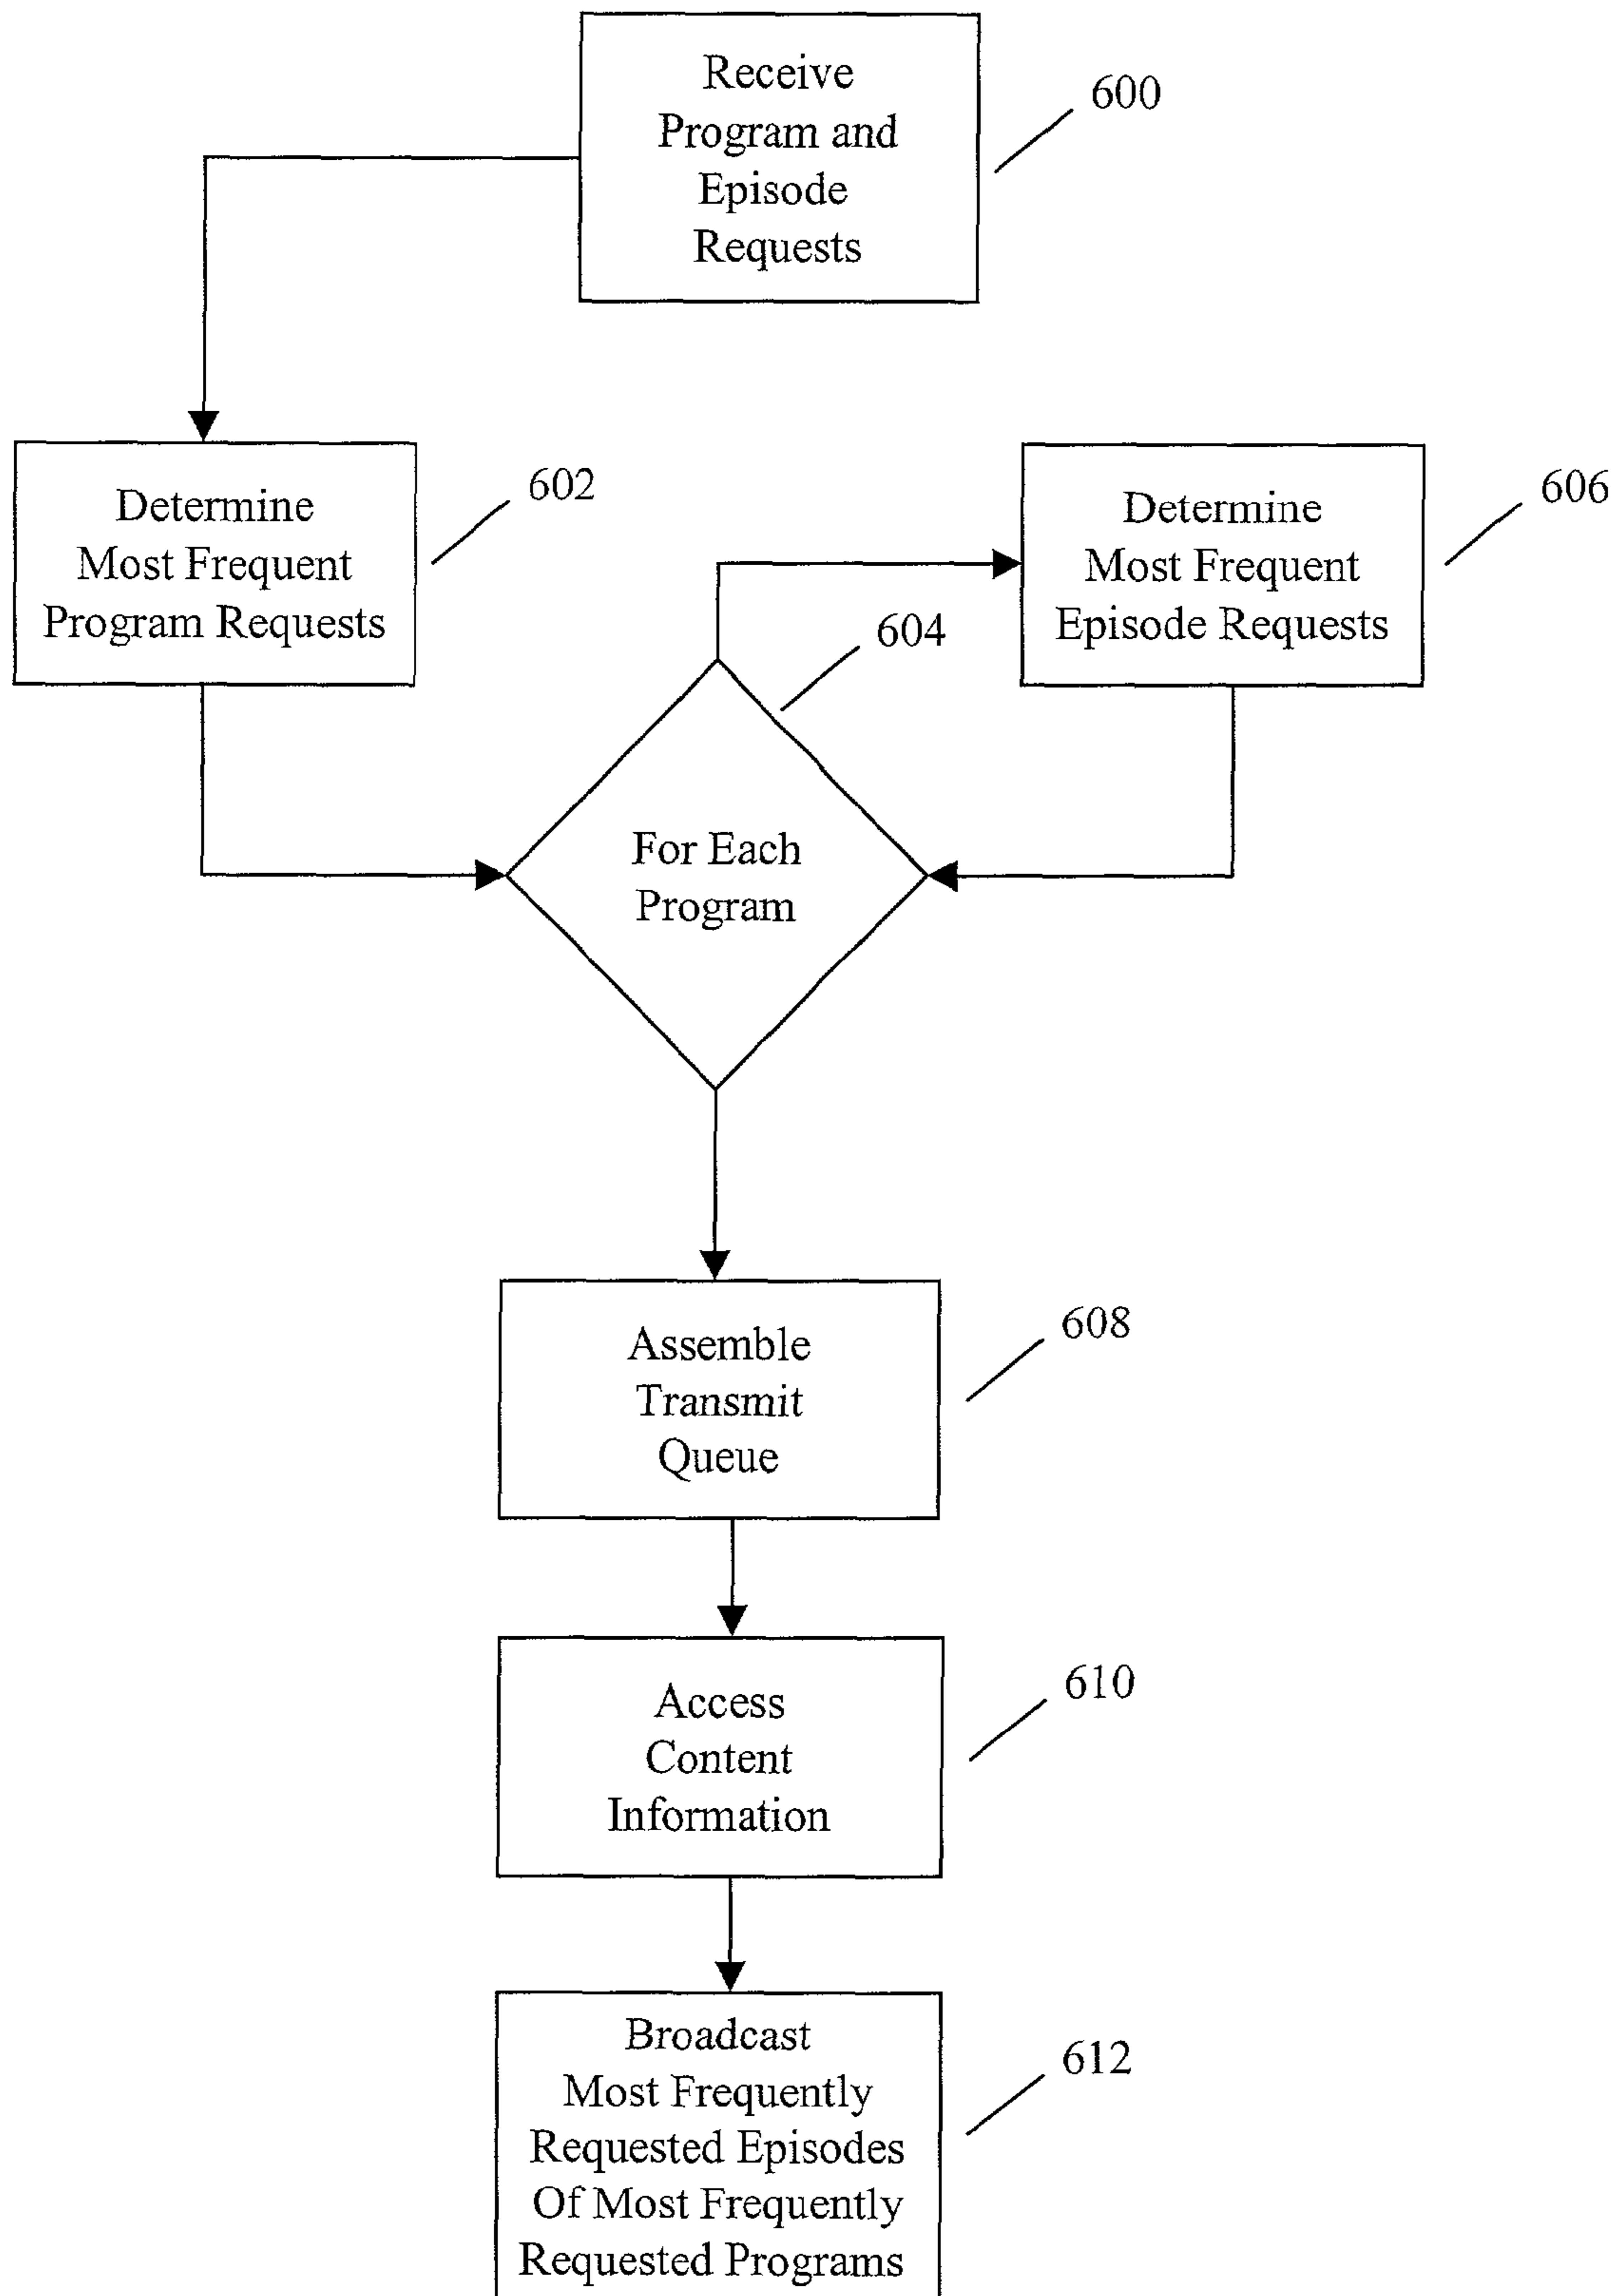 Receive
Program and
Episode
Requests
600
Determine
Most Frequent
Program Requests
602
Determine
Most Frequent
Episode Requests
606
604
For Each
Program
Assemble
Transmit
Queue
608
Access
Content
Information
610
Broadcast
Most Frequently
Requested Episodes
Of Most Frequently
Requested Programs
612